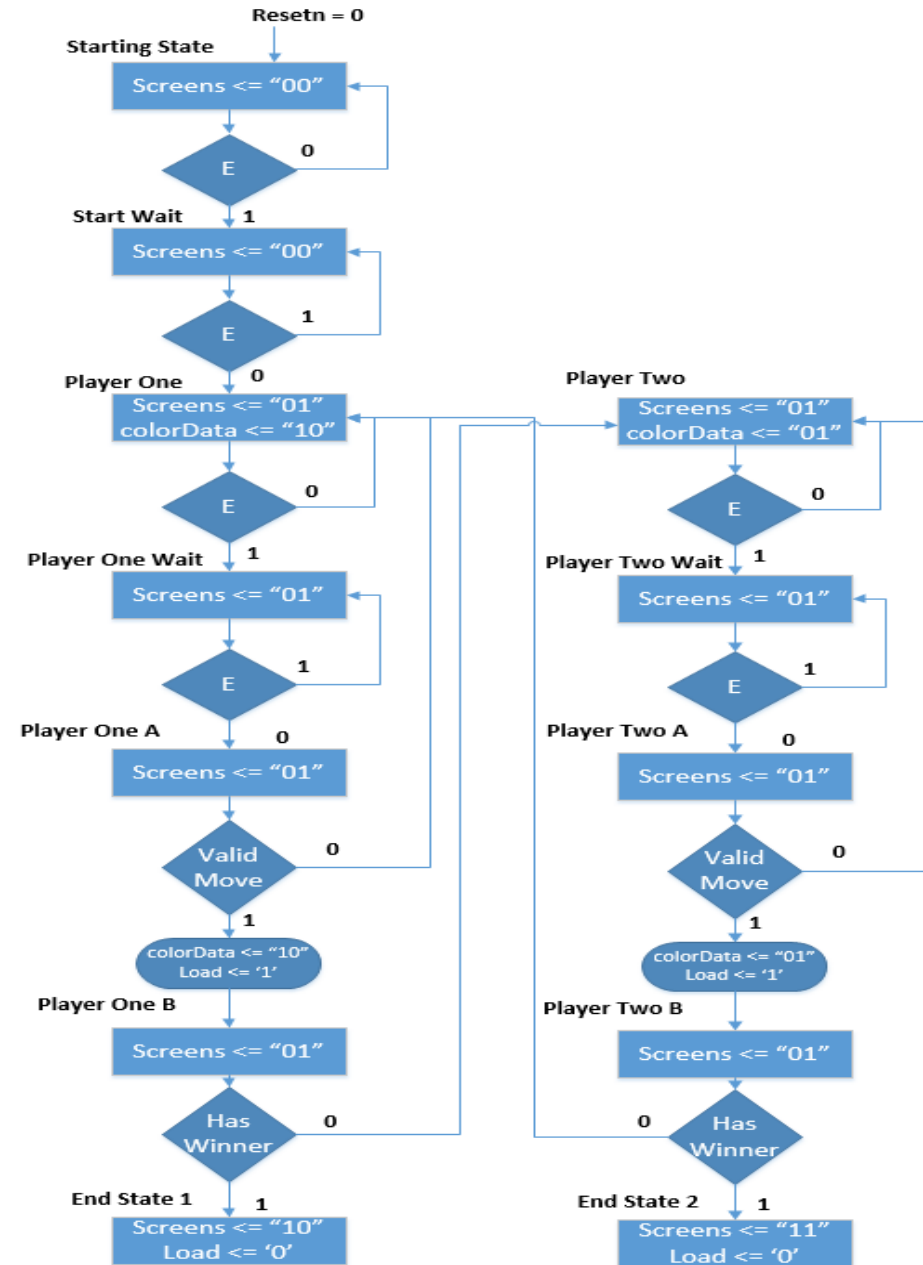 Resetn = 0
Starting State
Screens <= “00”
E
0
1
Start Wait
Screens <= “00”
E
1
0
Player One
Screens <= “01”
colorData <= “10”
E
0
1
Player One Wait
Screens <= “01”
E
1
0
Player One A
Screens <= “01”
Valid
Move
0
1
colorData <= “10”
Load <= ‘1’
Player One B
Screens <= “01”
Has
Winner
0
1
End State 1
Screens <= “10”
Load <= ‘0’
Player Two
Screens <= “01”
colorData <= “01”
E
0
1
Player Two Wait
Screens <= “01”
E
1
0
Player Two A
Screens <= “01”
Valid
Move
0
1
colorData <= “01”
Load <= ‘1’
Player Two B
Screens <= “01”
0
Has
Winner
1
End State 2
Screens <= “11”
Load <= ‘0’